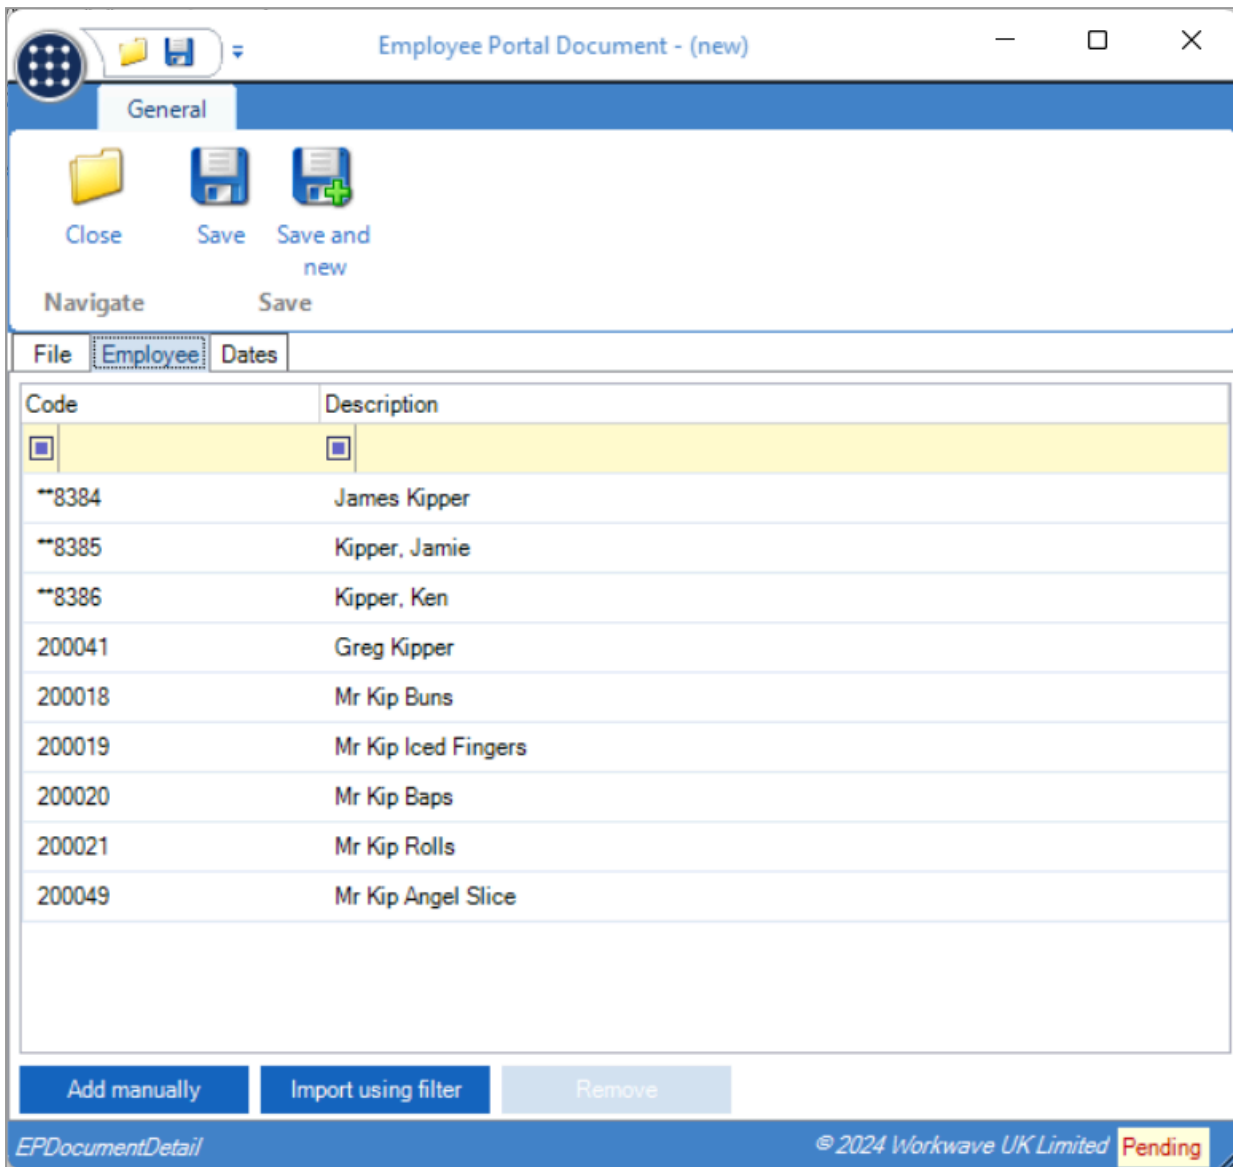 Employee Portal Document - (new)
General
Close Save Save and new
Navigate Save
File Employee Dates
Code Description
**8384 James Kipper
**8385 Kipper, Jamie
**8386 Kipper, Ken
200041 Greg Kipper
200018 Mr Kip Buns
200019 Mr Kip Iced Fingers
200020 Mr Kip Baps
200021 Mr Kip Rolls
200049 Mr Kip Angel Slice
Add manually Import using filter Remove
EPDocumentDetail © 2024 Workwave UK Limited Pending